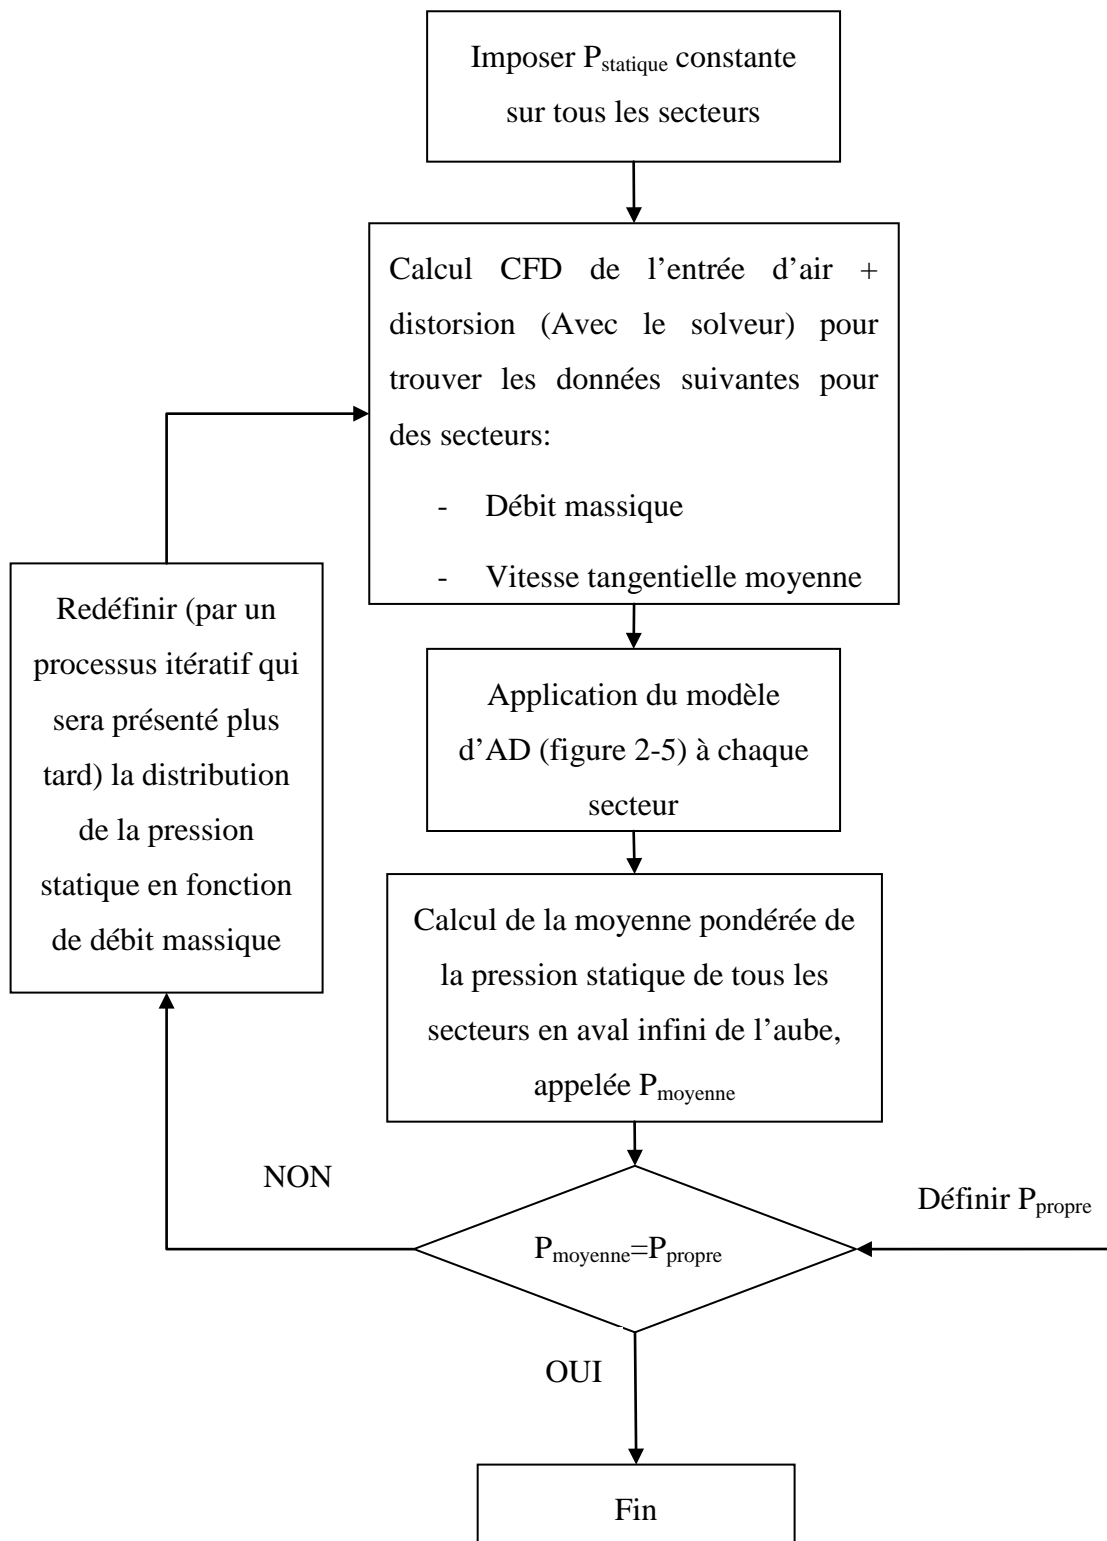 Imposer Pstatique constante
sur tous les secteurs
Calcul CFD de l’entrée d’air +
distorsion (Avec le solveur) pour
trouver les données suivantes pour
des secteurs:
- Débit massique
- Vitesse tangentielle moyenne
Redéfinir (par un
processus itératif qui
sera présenté plus
tard) la distribution
de la pression
statique en fonction
de débit massique
Application du modèle
d’AD (figure 2-5) à chaque
secteur
Calcul de la moyenne pondérée de
la pression statique de tous les
secteurs en aval infini de l’aube,
appelée Pmoyenne
NON
Définir Ppropre
Pmoyenne=Ppropre
OUI
Fin